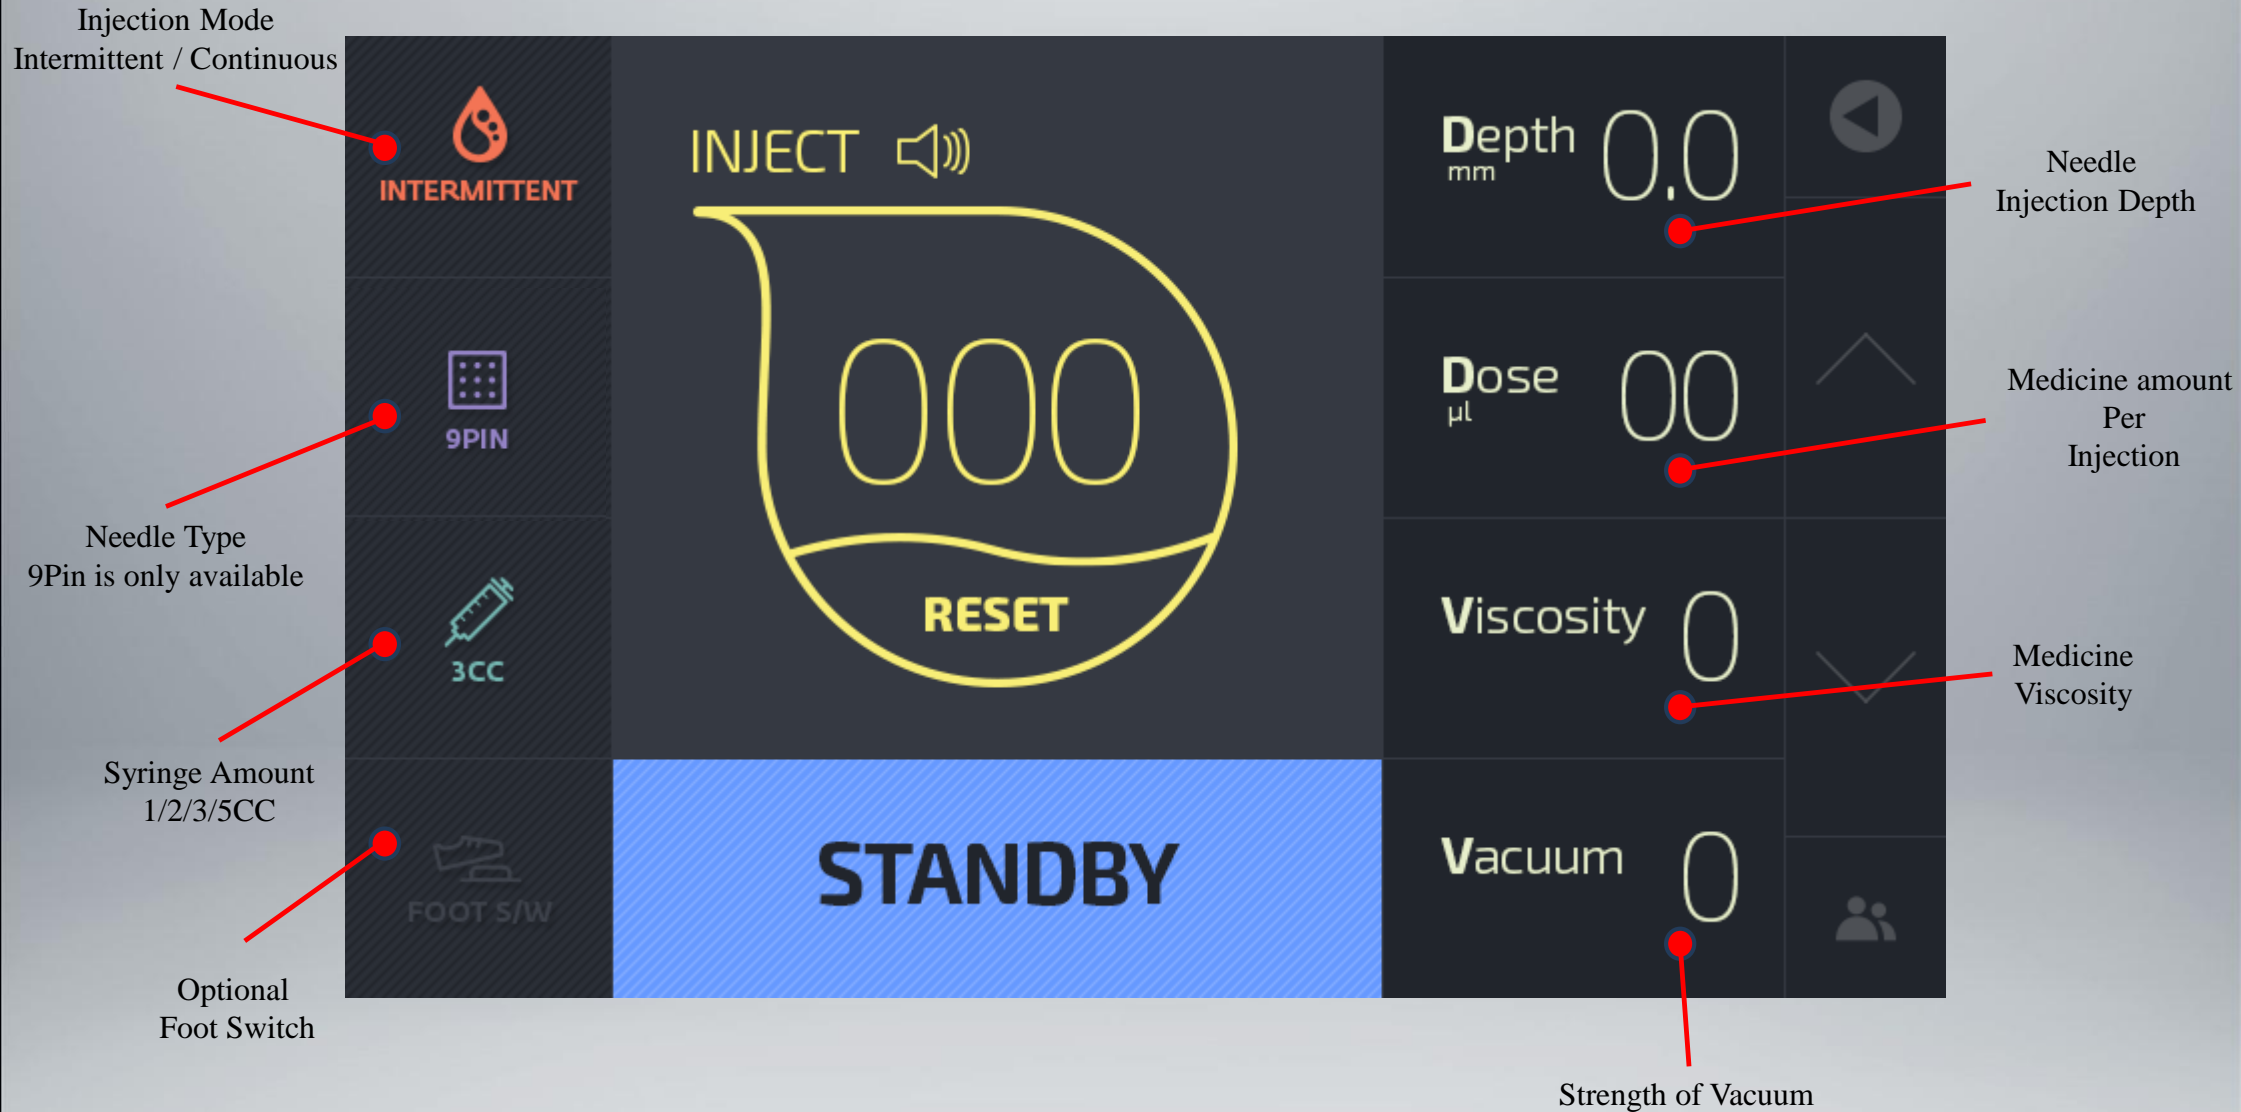 Injection Mode
Intermittent / Continuous
INTERMITTENT
9PIN
Needle Type
9Pin is only available
3CC
Syringe Amount
1/2/3/5CC
FOOT S/W
Optional
Foot Switch
INJECT
000
RESET
STANDBY
Depth 0.0
mm
Needle
Injection Depth
Dose 00
µl
Medicine amount
Per
Injection
Viscosity 0
Medicine
Viscosity
Vacuum 0
Strength of Vacuum